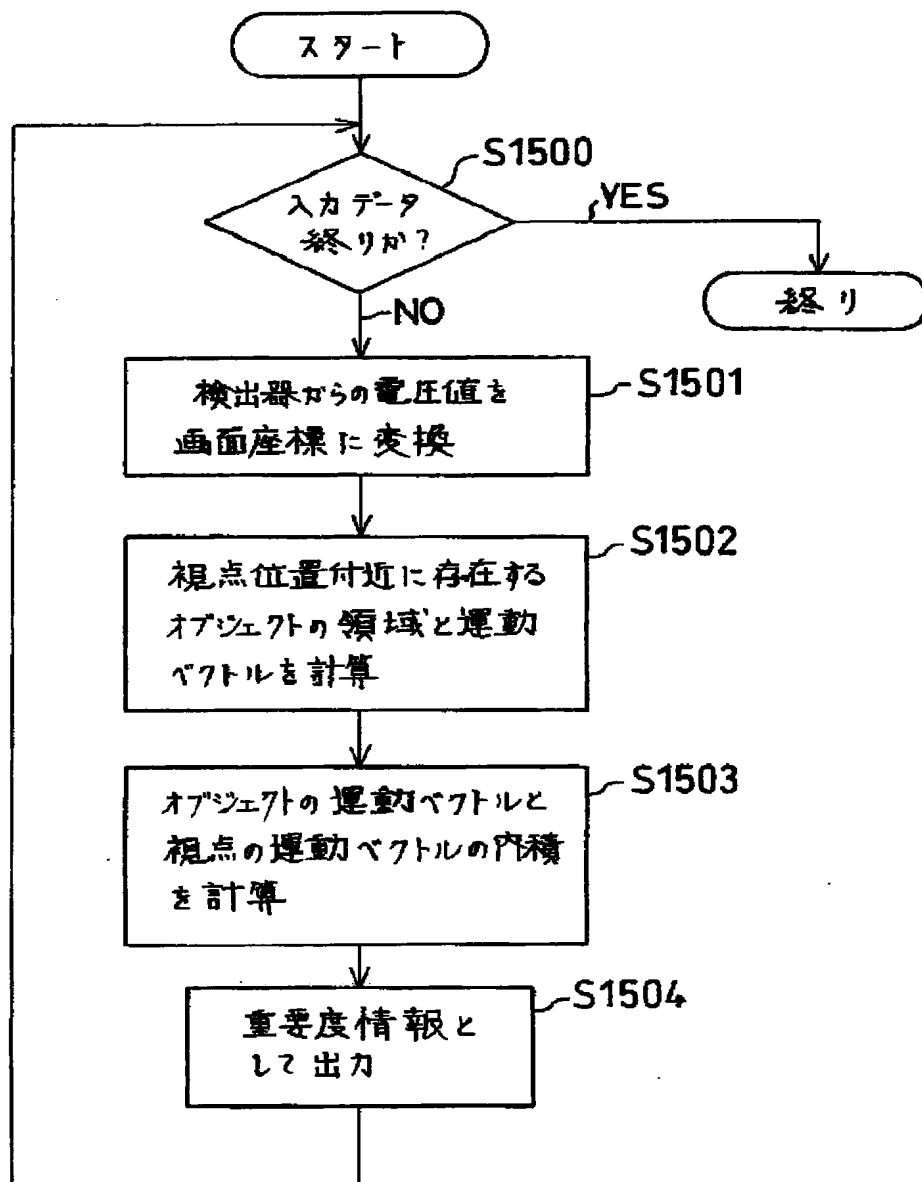 スタート
S1500
入力データ
終りか?
YES
終り
NO
S1501
検出器からの電圧値を
画面座標に変換
S1502
視点位置付近に存在する
オブジェクトの領域と運動
ベクトルを計算
S1503
オブジェクトの運動ベクトルと
視点の運動ベクトルの内積
を計算
S1504
重要度情報と
して出力